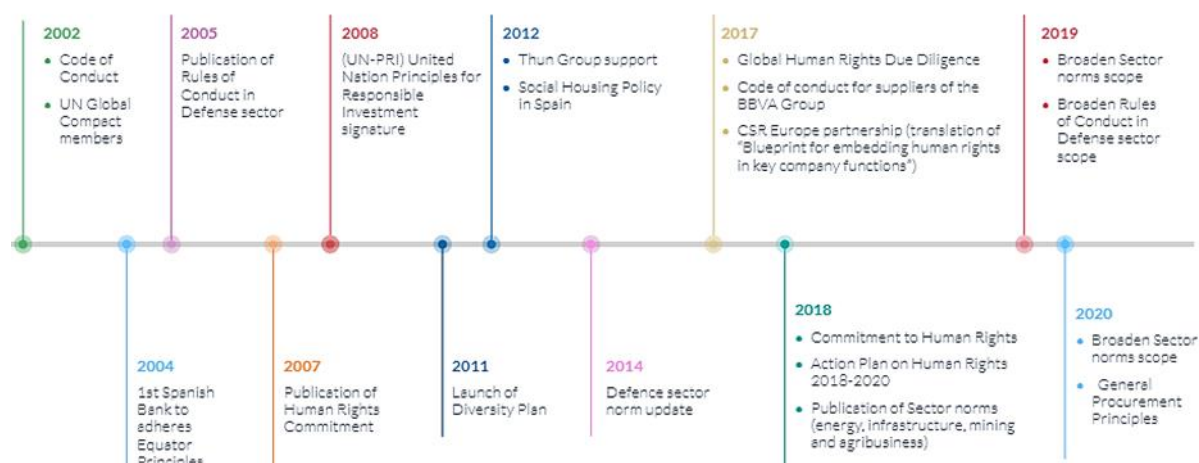 2002
• Code of
Conduct
• UN Global
Compact
members
2005
Publication of
Rules of
Conduct in
Defense sector
2008
(UN-PRI) United
Nation Principles for
Responsible
Investment
signature
2012
• Thun Group support
• Social Housing Policy
in Spain
2017
• Global Human Rights Due Diligence
• Code of conduct for suppliers of the
BBVA Group
• CSR Europe partnership (translation of
"Blueprint for embedding human rights
in key company functions")
2019
• Broaden Sector
norms scope
• Broaden Rules
of Conduct in
Defense sector
scope
2004
1st Spanish
Bank to
adheres
Equator
Principles
2007
Publication of
Human Rights
Commitment
2011
Launch of
Diversity Plan
2014
Defence sector
norm update
2018
• Commitment to Human Rights
• Action Plan on Human Rights
2018-2020
• Publication of Sector norms
(energy, infrastructure, mining
and agribusiness)
2020
• Broaden Sector
norms scope
• General
Procurement
Principles